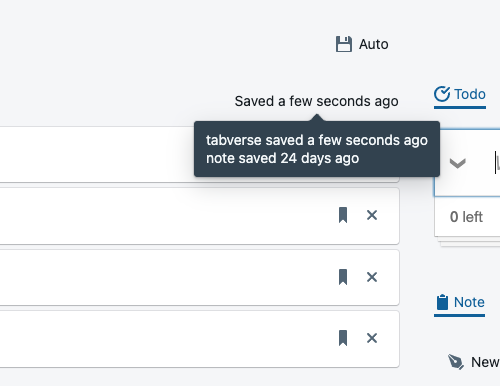 Auto
Saved a few seconds ago
Todo
tabverse saved a few seconds ago
note saved 24 days ago
0 left
Note
New